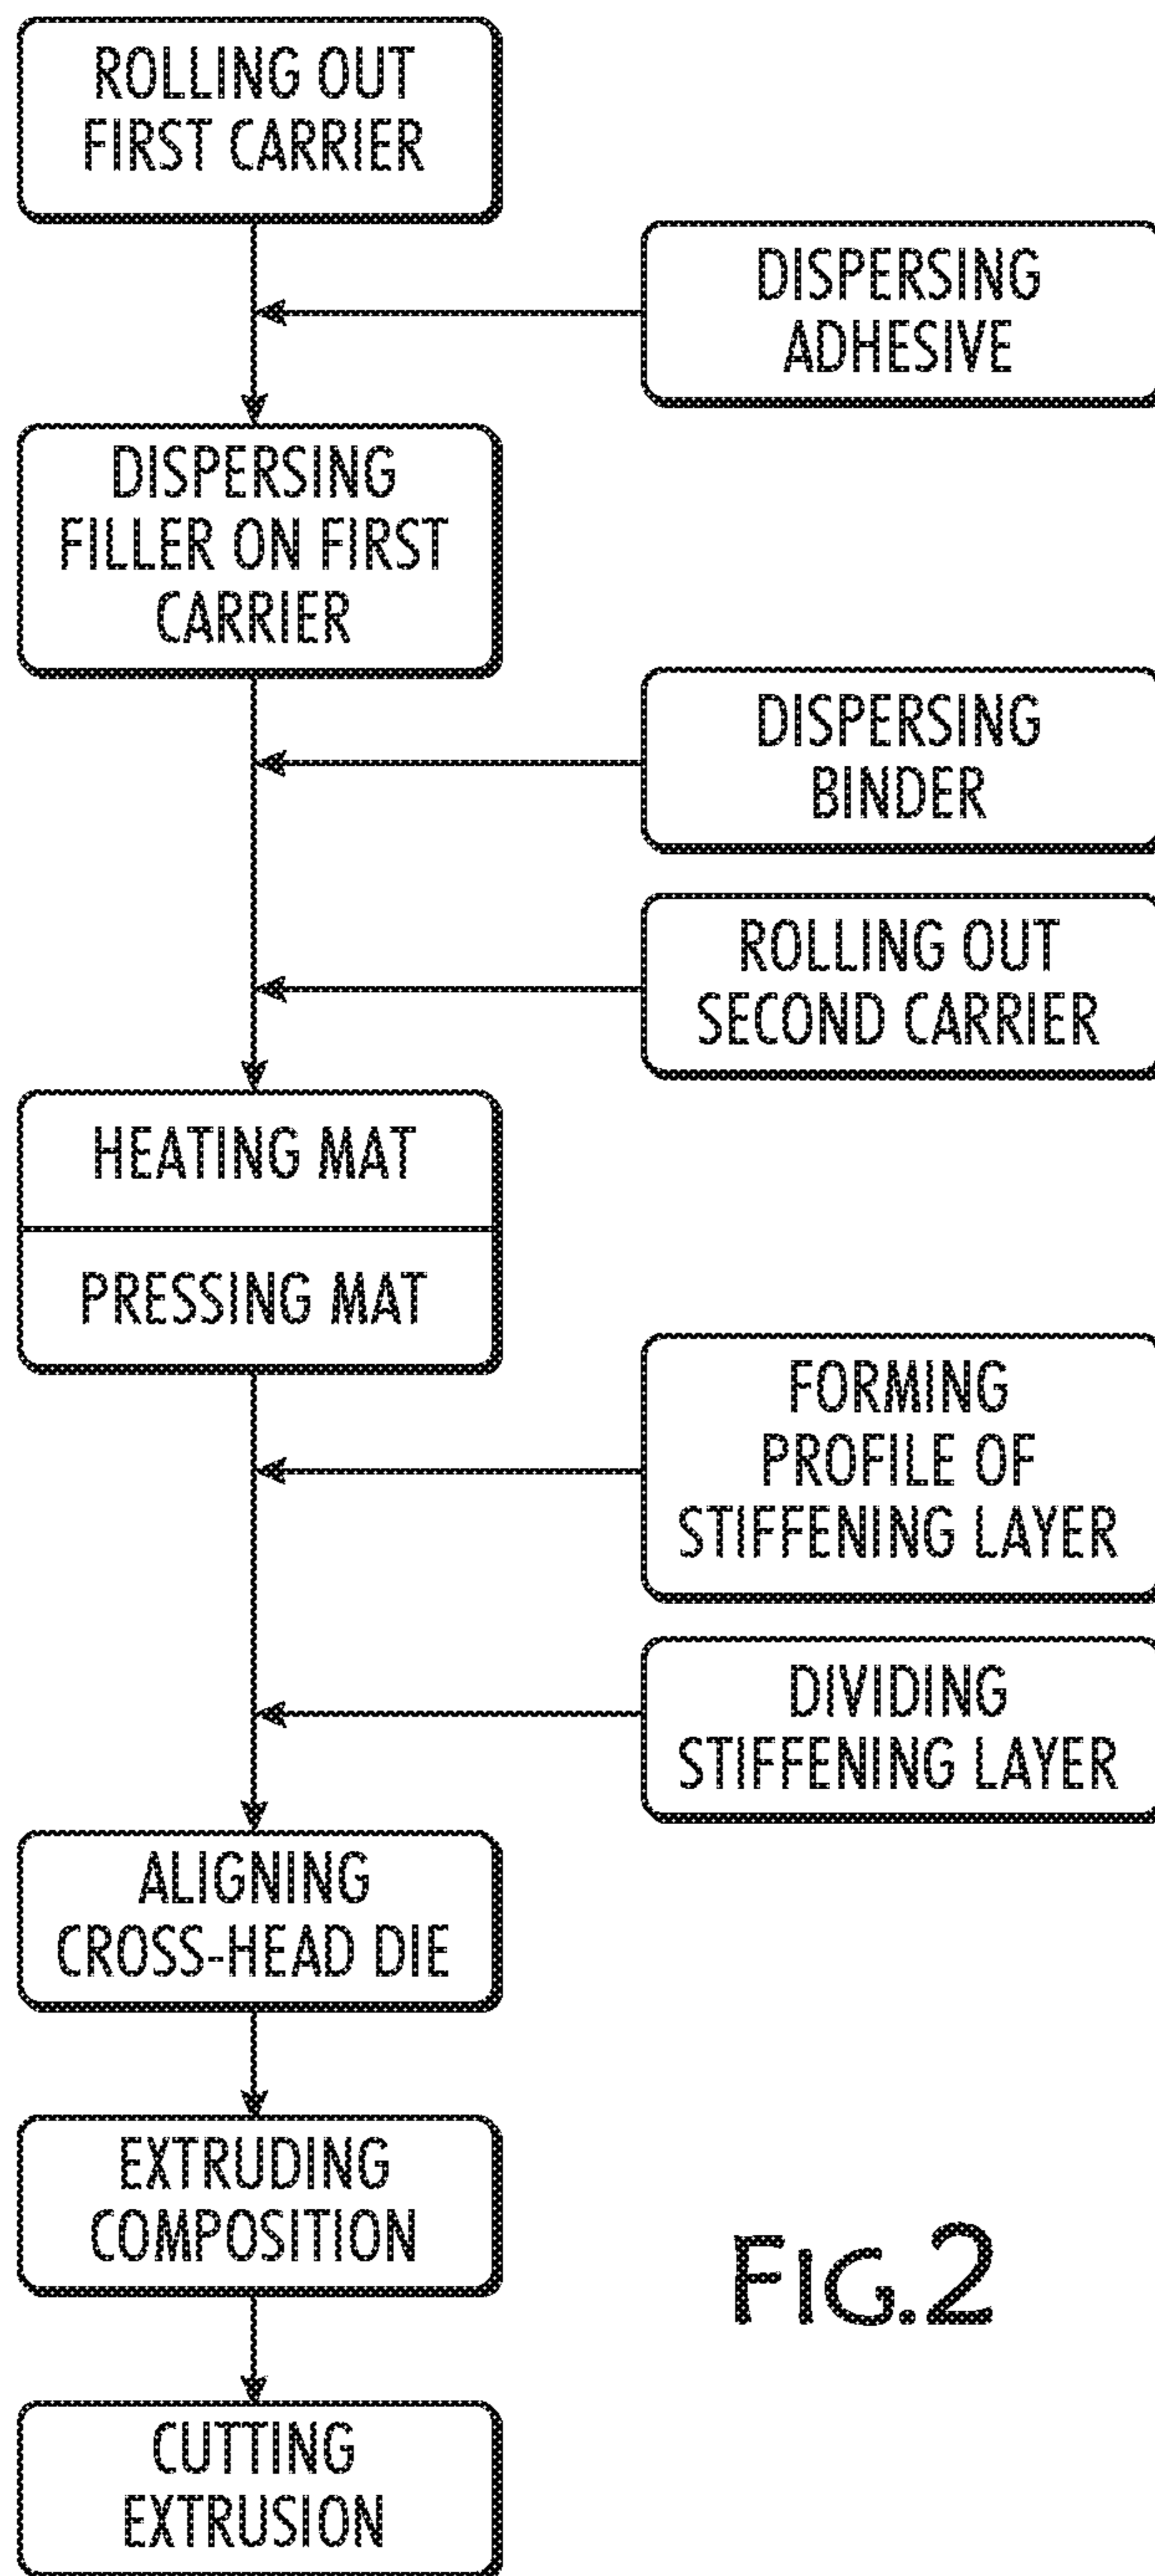 ROLLING OUT
FIRST CARRIER
DISPERSING
ADHESIVE
DISPERSING
FILLER ON FIRST
CARRIER
DISPERSING
BINDER
ROLLING OUT
SECOND CARRIER
HEATING MAT
PRESSING MAT
FORMING
PROFILE OF
STIFFENING LAYER
DIVIDING
STIFFENING LAYER
ALIGNING
CROSS-HEAD DIE
EXTRUDING
COMPOSITION
FIG.2
CUTTING
EXTRUSION